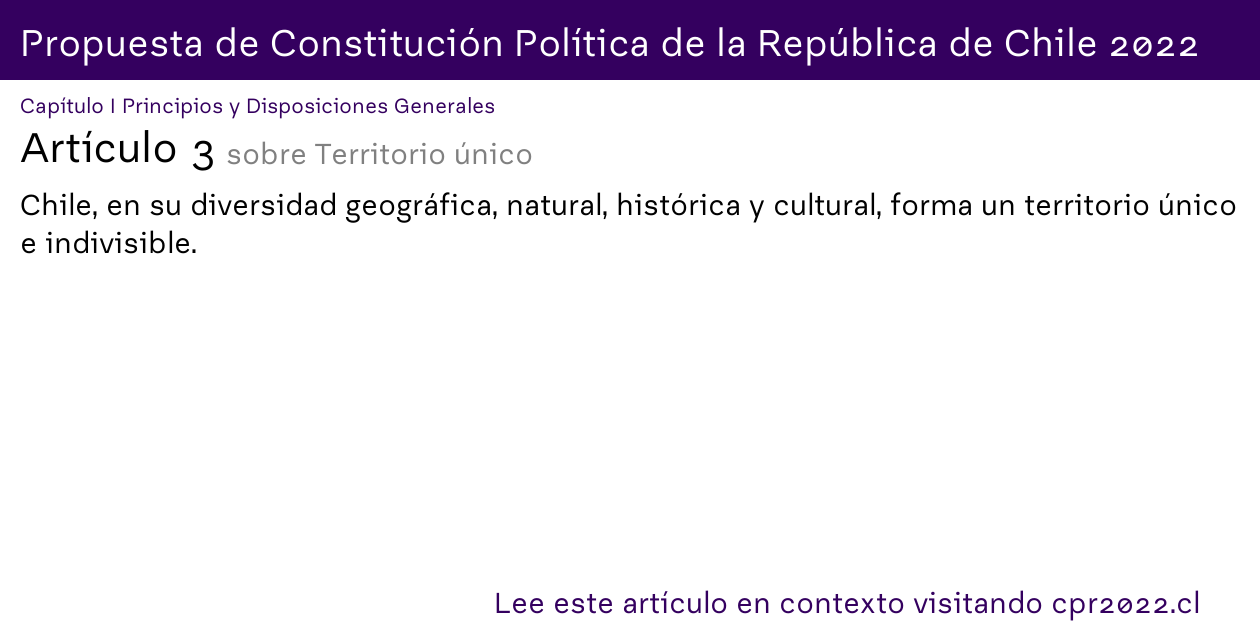 Propuesta de Constitución Política de la República de Chile 2022
Capítulo I Principios y Disposiciones Generales
Artículo 3 sobre Territorio único
Chile, en su diversidad geográfica, natural, histórica y cultural, forma un territorio único
e indivisible.
Lee este artículo en contexto visitando cpr2022.cl